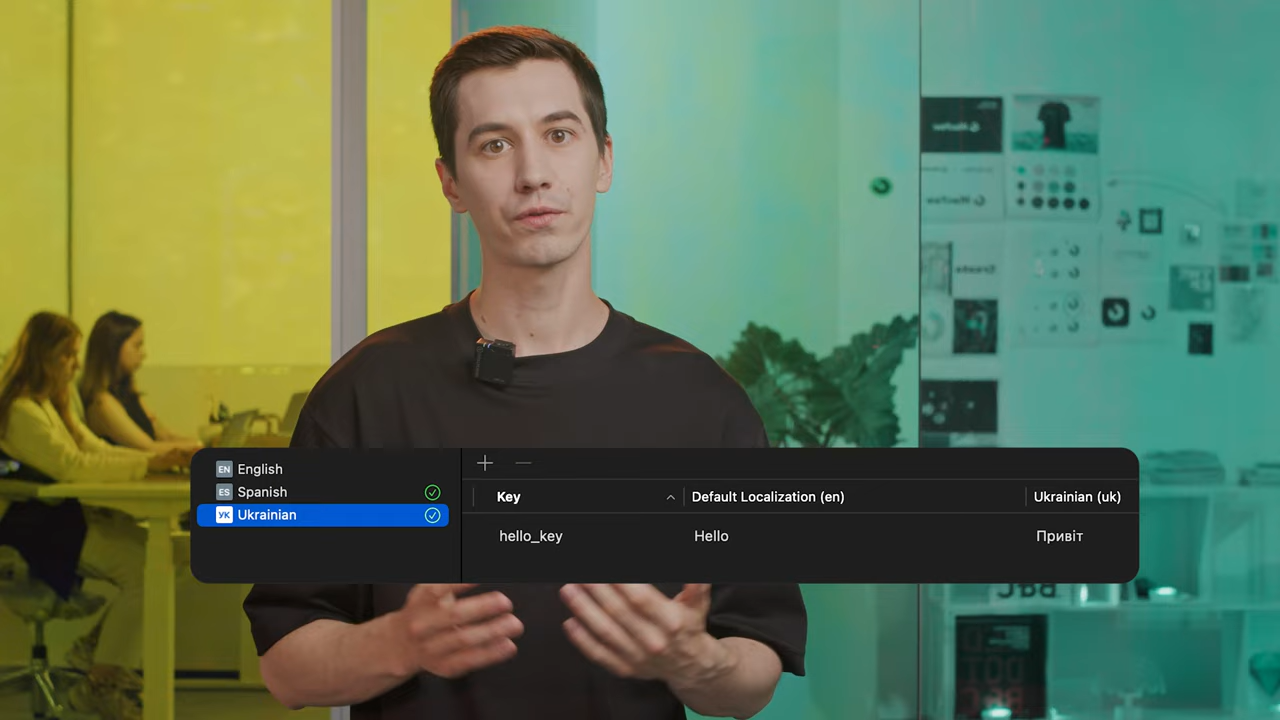 EN English
ES Spanish
УК Ukrainian
Key
Default Localization (en)
Ukrainian (uk)
hello_key
Hello
Привіт